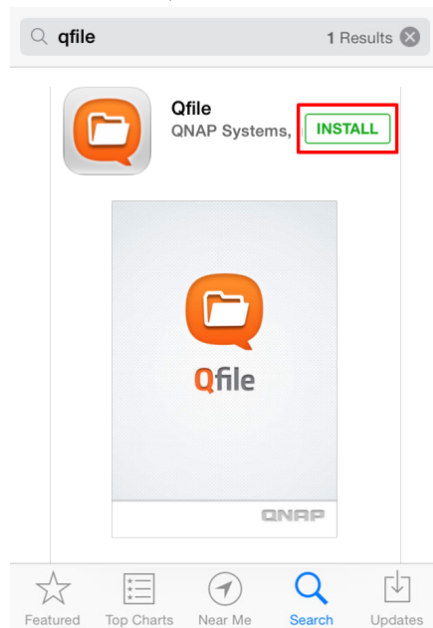 qfile 1 Results
Qfile
QNAP Systems, INSTALL
Qfile
QNAP
Featured Top Charts Near Me Search Updates